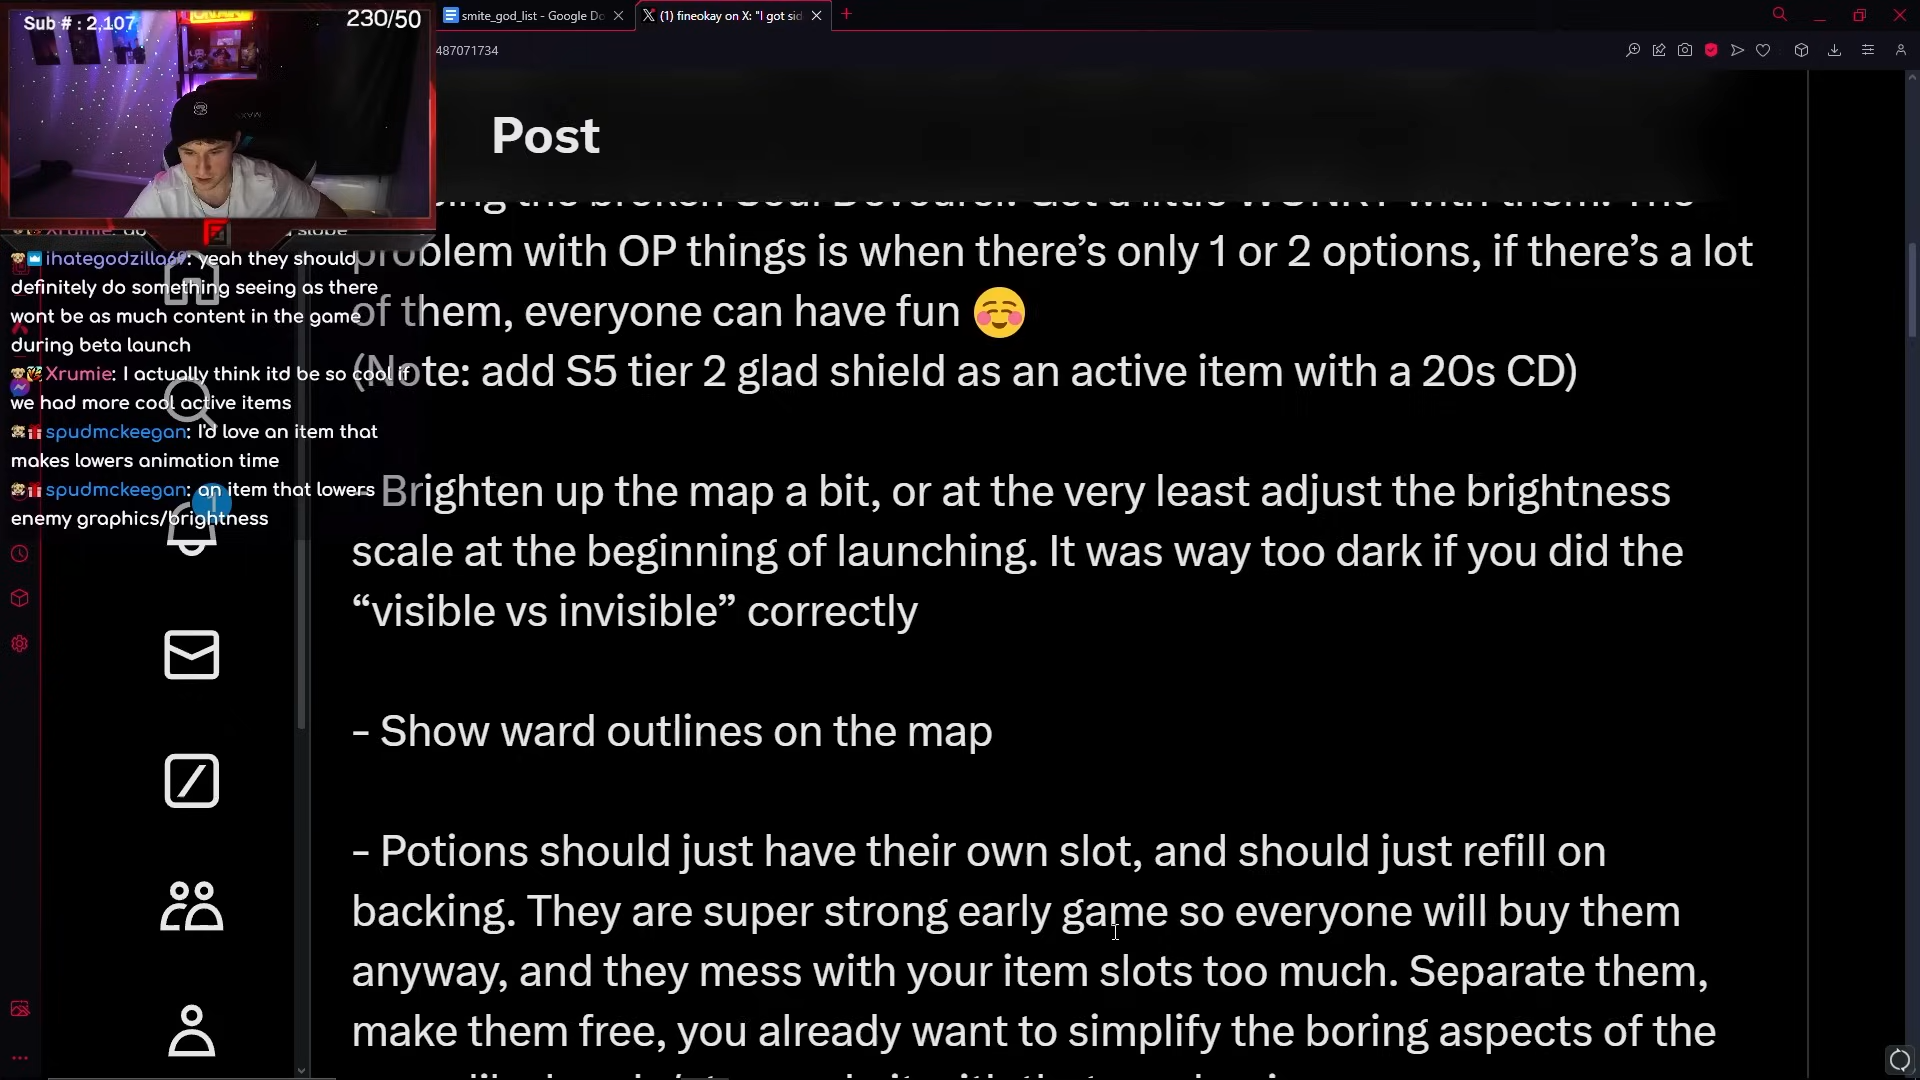 Sub # : 2,107
230/50
smite_god_list - Google Do
(1) fineokay on X: "I got sid
487071734
Post
problem with OP things is when there's only 1 or 2 options, if there's a lot
of them, everyone can have fun ☺️
(Note: add S5 tier 2 glad shield as an active item with a 20s CD)
- Brighten up the map a bit, or at the very least adjust the brightness
scale at the beginning of launching. It was way too dark if you did the
“visible vs invisible” correctly
- Show ward outlines on the map
- Potions should just have their own slot, and should just refill on
backing. They are super strong early game so everyone will buy them
anyway, and they mess with your item slots too much. Separate them,
make them free, you already want to simplify the boring aspects of the
ihategodzilla69: yeah they should
definitely do something seeing as there
wont be as much content in the game
during beta launch
Xrumie: I actually think itd be so cool if
we had more cool active items
spudmckeegan: I'd love an item that
makes lowers animation time
spudmckeegan: an item that lowers
enemy graphics/brightness
1